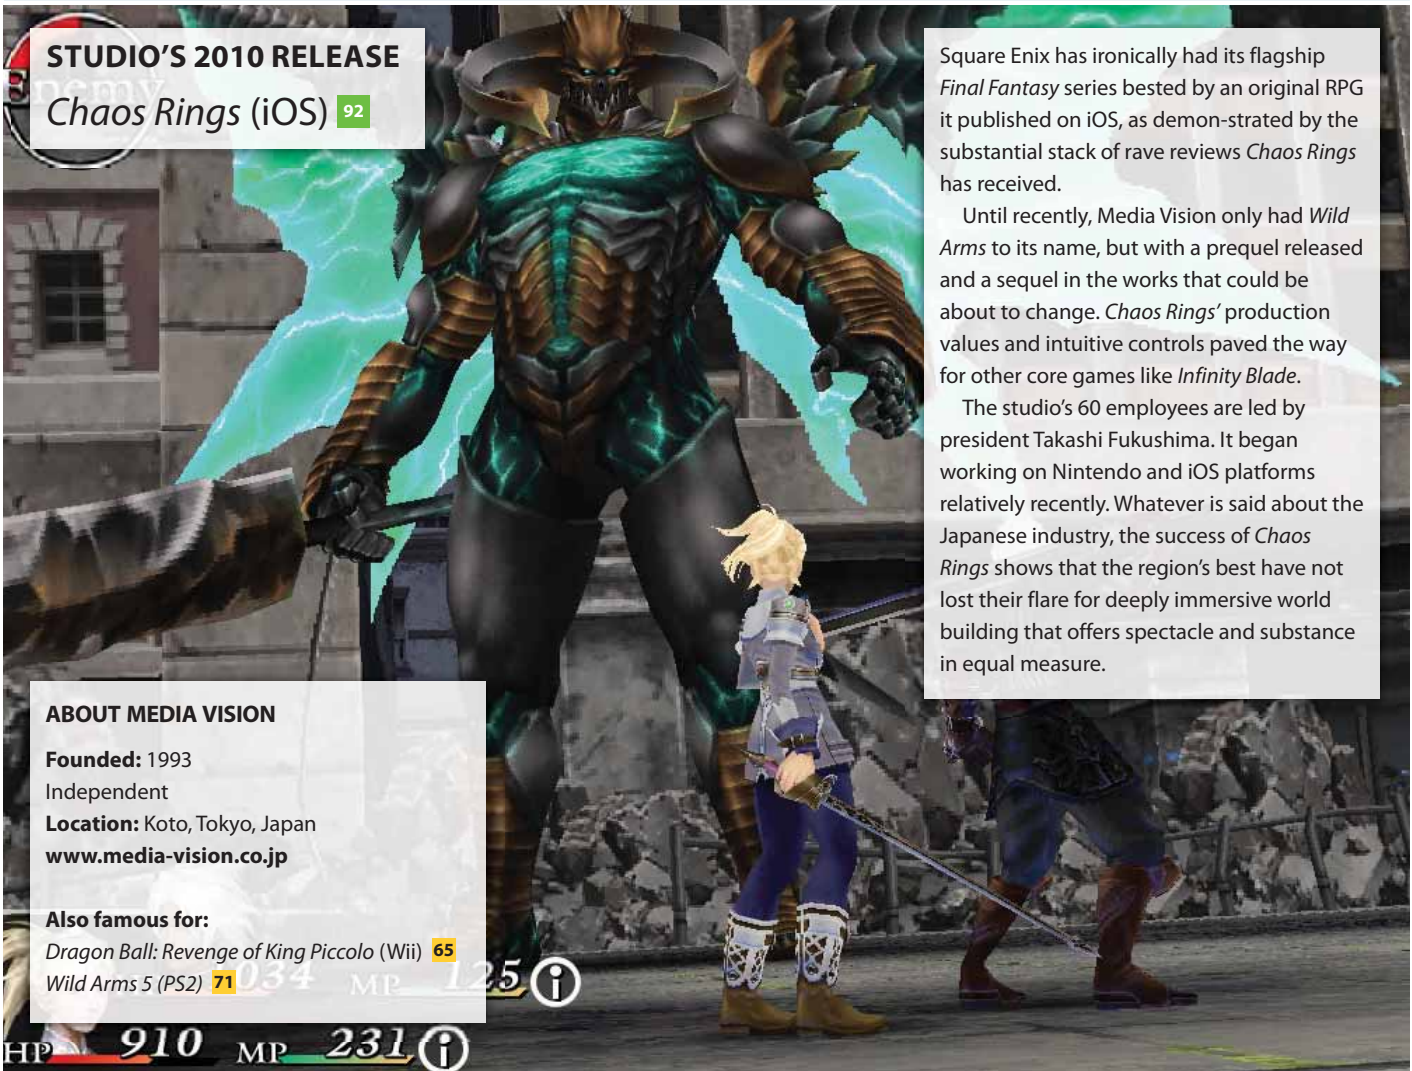 STUDIO’S 2010 RELEASE
Chaos Rings (iOS) 92
Enemy
Square Enix has ironically had its flagship
Final Fantasy series bested by an original RPG
it published on iOS, as demon-strated by the
substantial stack of rave reviews Chaos Rings
has received.
Until recently, Media Vision only had Wild
Arms to its name, but with a prequel released
and a sequel in the works that could be
about to change. Chaos Rings’ production
values and intuitive controls paved the way
for other core games like Infinity Blade.
The studio’s 60 employees are led by
president Takashi Fukushima. It began
working on Nintendo and iOS platforms
relatively recently. Whatever is said about the
Japanese industry, the success of Chaos
Rings shows that the region’s best have not
lost their flare for deeply immersive world
building that offers spectacle and substance
in equal measure.
ABOUT MEDIA VISION
Founded: 1993
Independent
Location: Koto, Tokyo, Japan
www.media-vision.co.jp
Also famous for:
Dragon Ball: Revenge of King Piccolo (Wii) 65
Wild Arms 5 (PS2) 71
034 MP 125 i
HP 910 MP 231 i